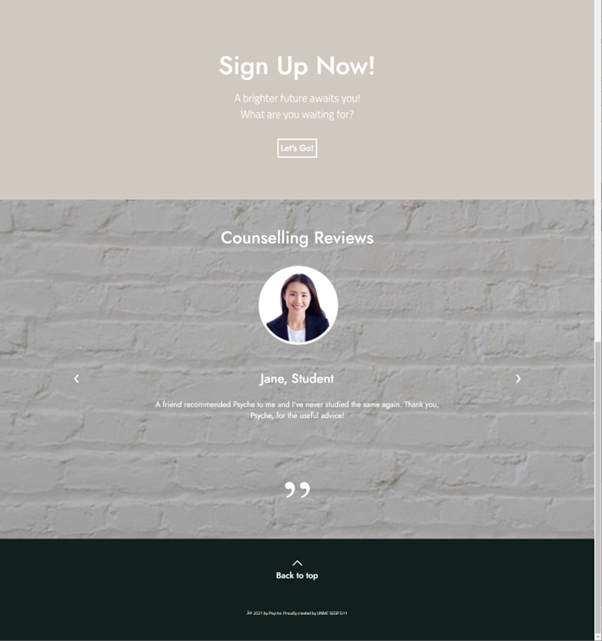 Sign Up Now!
A brighter future awaits you!
What are you waiting for?
Let's Go!
Counselling Reviews
Jane, Student
A friend recommended Psyche to me and I've never studied the same again. Thank you,
Psyche, for the useful advice!
”
Back to top
2021 by Psyche. Proudly created by UNMC SEGP